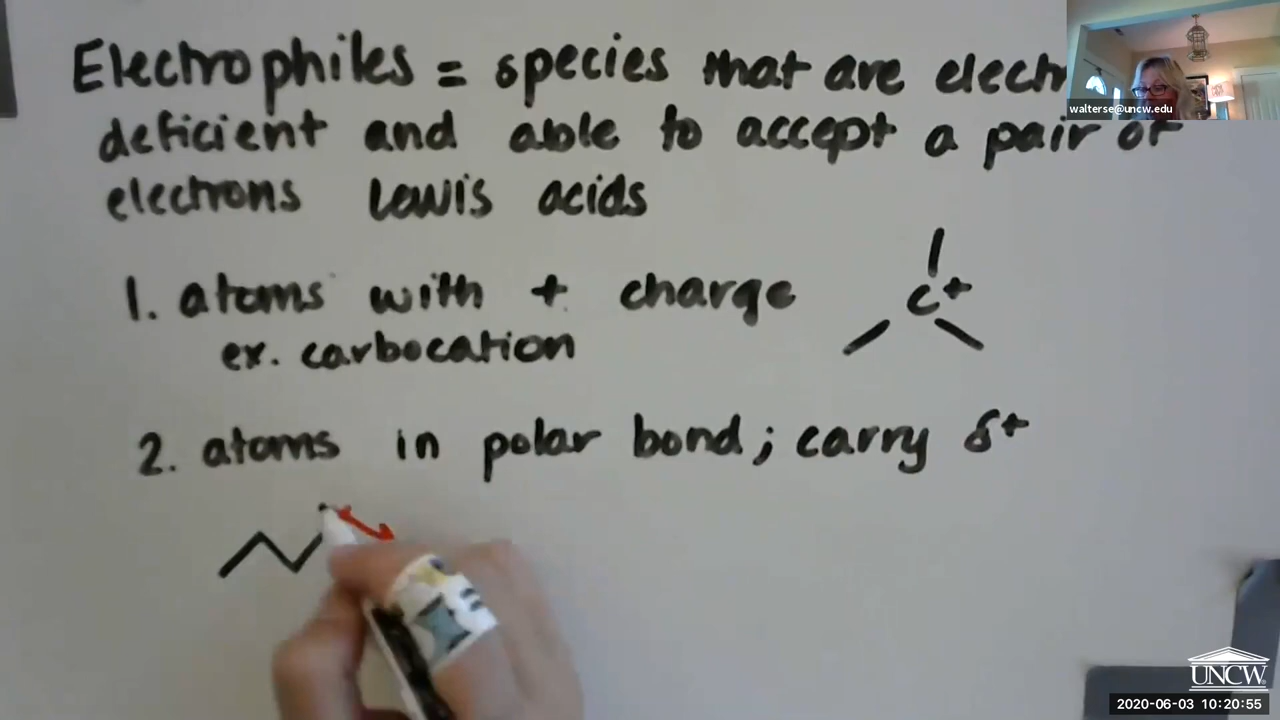 Electrophiles = species that are electr
deficient and able to accept a pair of
electrons Lewis acids
1. atoms with + charge
ex. carbocation
C+
2. atoms in polar bond; carry δ+
walterse@uncw.edu
UNCW
2020-06-03 10:20:55